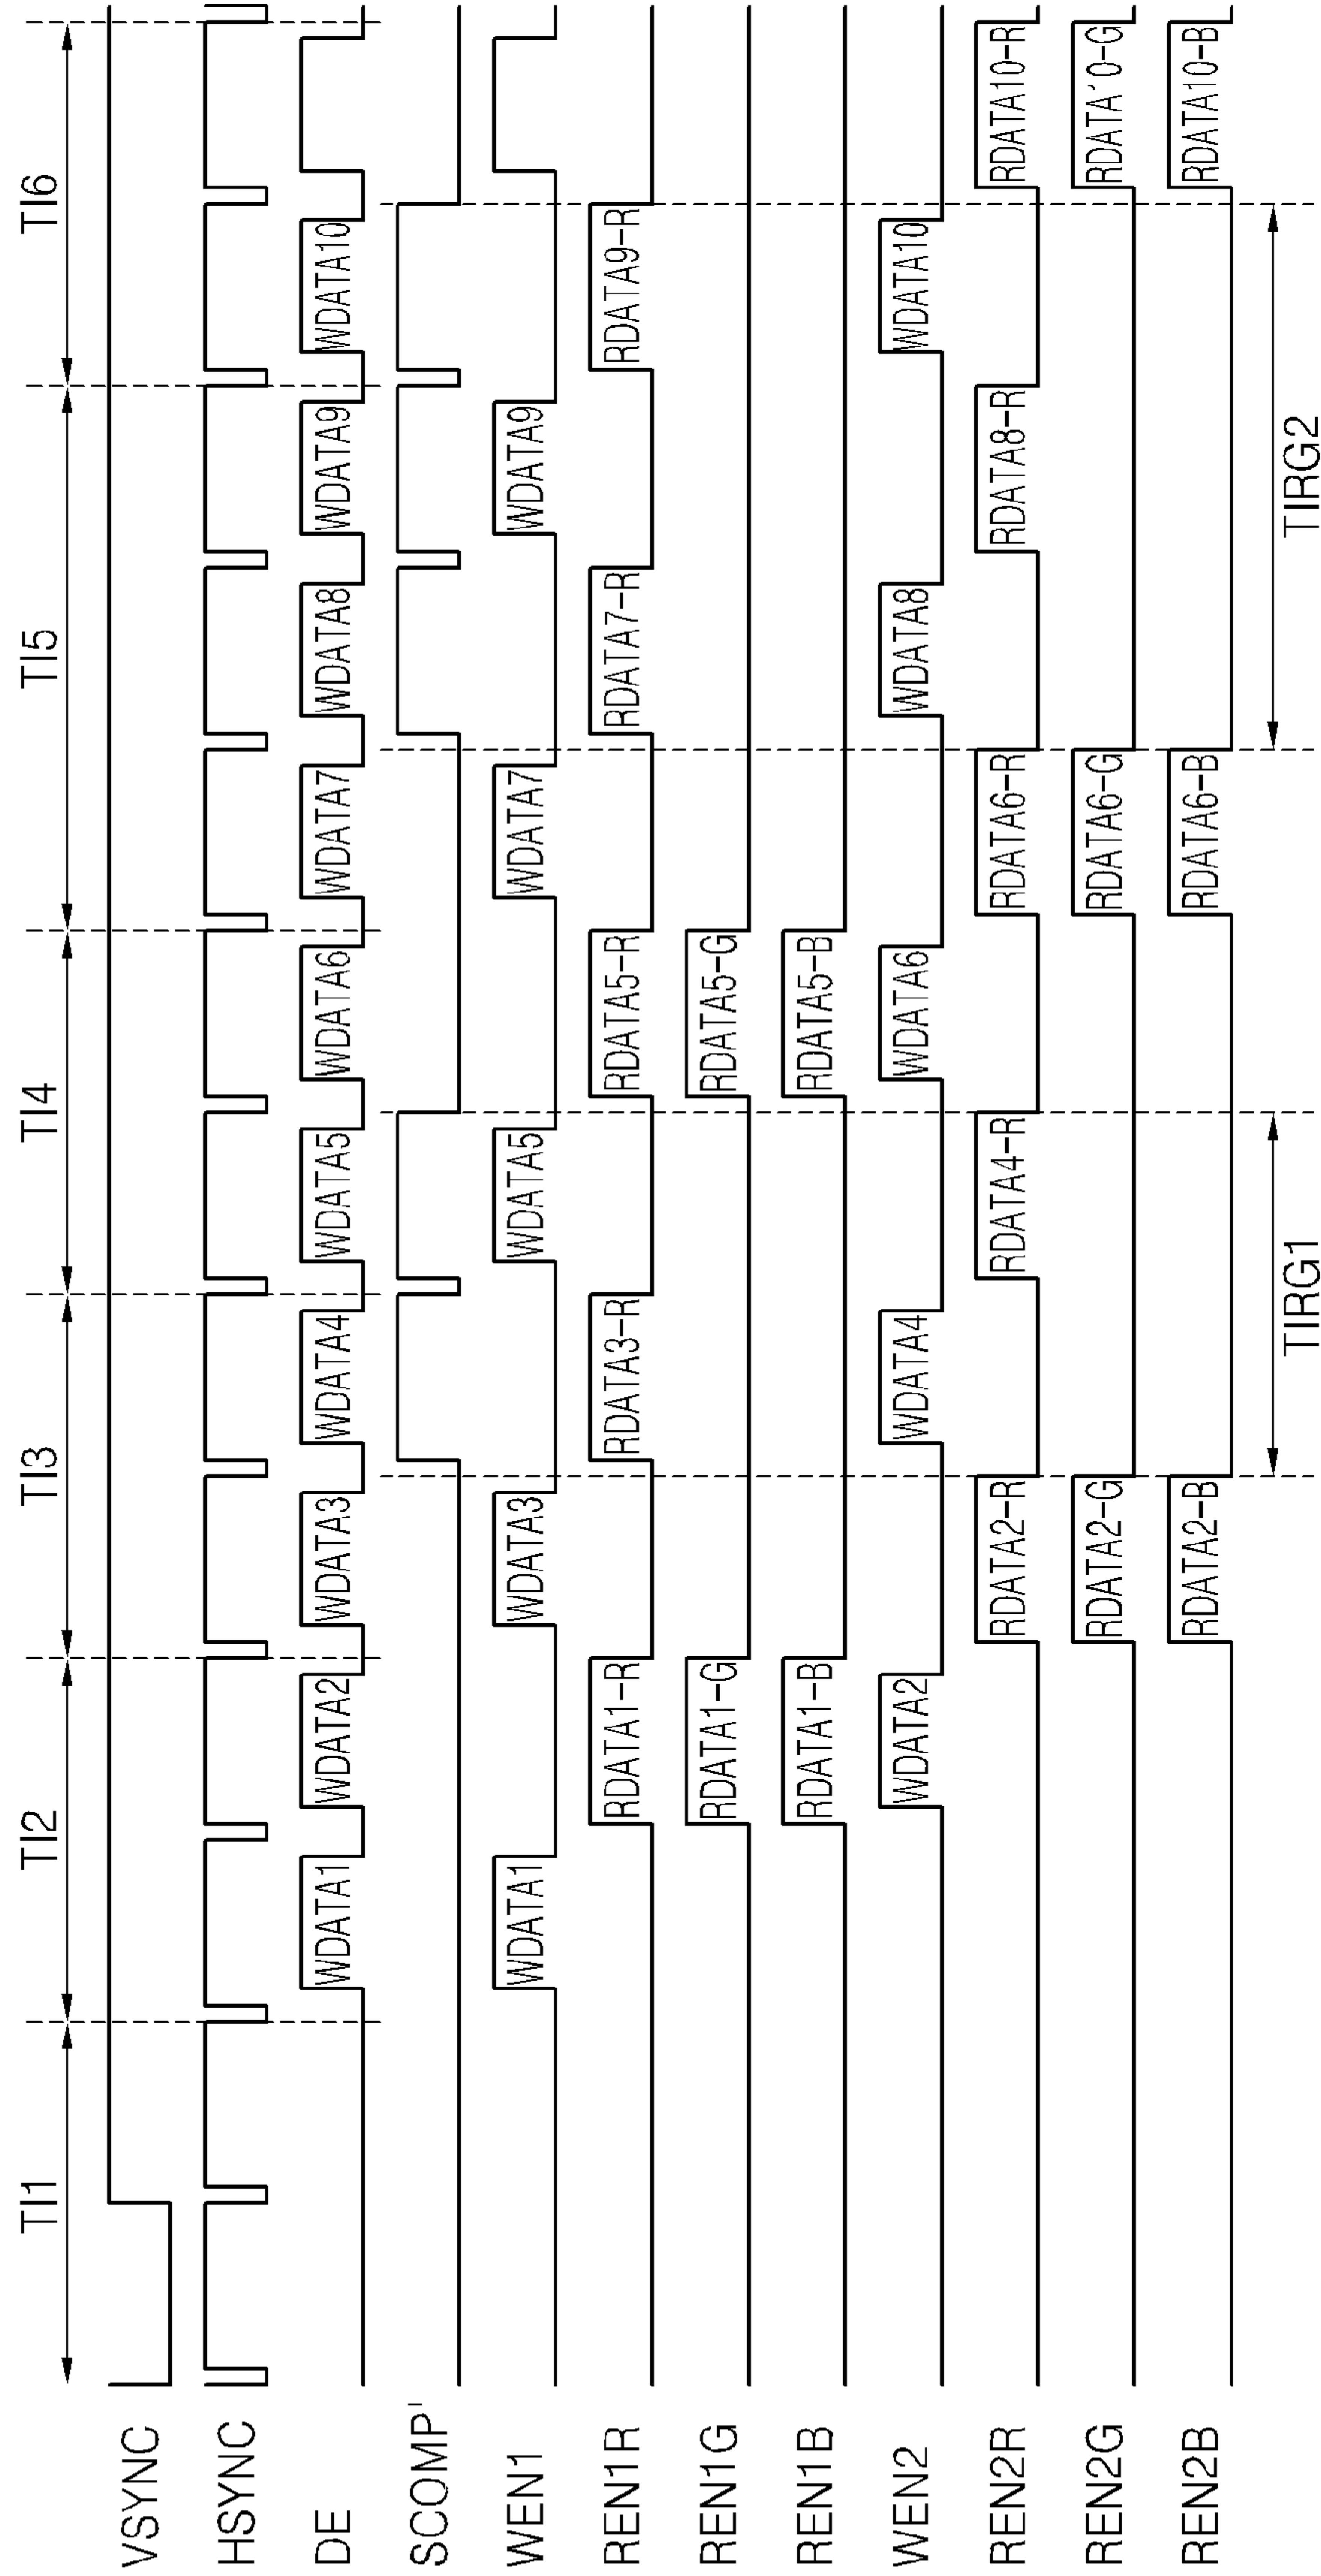 TI1 TI2 TI3 TI4 TI5 TI6
VSYNC
HSYNC
DE WDATA1 WDATA2 WDATA3 WDATA4 WDATA5 WDATA6 WDATA7 WDATA8 WDATA9 WDATA10
SCOMP'
WEN1 WDATA1 WDATA3 WDATA5 WDATA7 WDATA9
REN1R RDATA1-R RDATA3-R RDATA5-R RDATA7-R RDATA9-R
REN1G RDATA1-G RDATA5-G
REN1B RDATA1-B RDATA5-B
WEN2 WDATA2 WDATA4 WDATA6 WDATA8 WDATA10
REN2R RDATA2-R RDATA4-R RDATA6-R RDATA8-R RDATA10-R
REN2G RDATA2-G RDATA6-G RDATA10-G
REN2B RDATA2-B RDATA6-B RDATA10-B
TIRG1 TIRG2